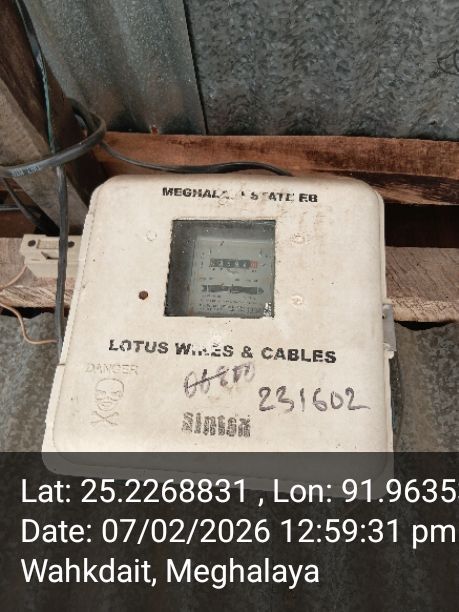 MEGHALAYA STATE EB
LOTUS WIRES & CABLES
DANGER
231602
Sintex
Lat: 25.2268831 , Lon: 91.9635
Date: 07/02/2026 12:59:31 pm
Wahkdait, Meghalaya